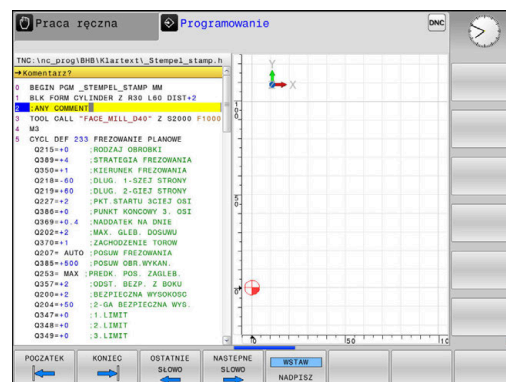 Praca ręczna
Programowanie
DNC
TNC:\nc_prog\BHB\Klartext\_Stempel_stamp.h
→Komentarz?
0 BEGIN PGM _STEMPEL_STAMP MM
1 BLK FORM CYLINDER Z R30 L60 DIST+2
2 ;ANY COMMENT
3 TOOL CALL "FACE_MILL_D40" Z S2000 F1000
4 M3
5 CYCL DEF 233 FREZOWANIE PLANOWE
Q215=+0 ;RODZAJ OBROBKI
Q389=+4 ;STRATEGIA FREZOWANIA
Q350=+1 ;KIERUNEK FREZOWANIA
Q218=-60 ;DLUG. 1-SZEJ STRONY
Q219=+60 ;DLUG. 2-GIEJ STRONY
Q227=+2 ;PKT.STARTU 3CIEJ OSI
Q386=+0 ;PUNKT KONCOWY 3. OSI
Q369=+0.4 ;NADDATEK NA DNIE
Q202=+2 ;MAX. GLEB. DOSUWU
Q370=+1 ;ZACHODZENIE TOROW
Q207= AUTO ;POSUW FREZOWANIA
Q385=+500 ;POSUW OBR.WYKAN.
Q253= MAX ;PREDK. POS. ZAGLEB.
Q357=+2 ;ODST. BEZP. Z BOKU
Q200=+2 ;BEZPIECZNA WYSOKOSC
Q204=+50 ;2-GA BEZPIECZNA WYS.
Q347=+0 ;1.LIMIT
Q348=+0 ;2.LIMIT
Q349=+0 ;3.LIMIT
Y
X
100
50
0
0
50
POCZATEK
KONIEC
OSTATNIE
SŁOWO
NASTEPNE
SLOWO
WSTAW
NADPISZ